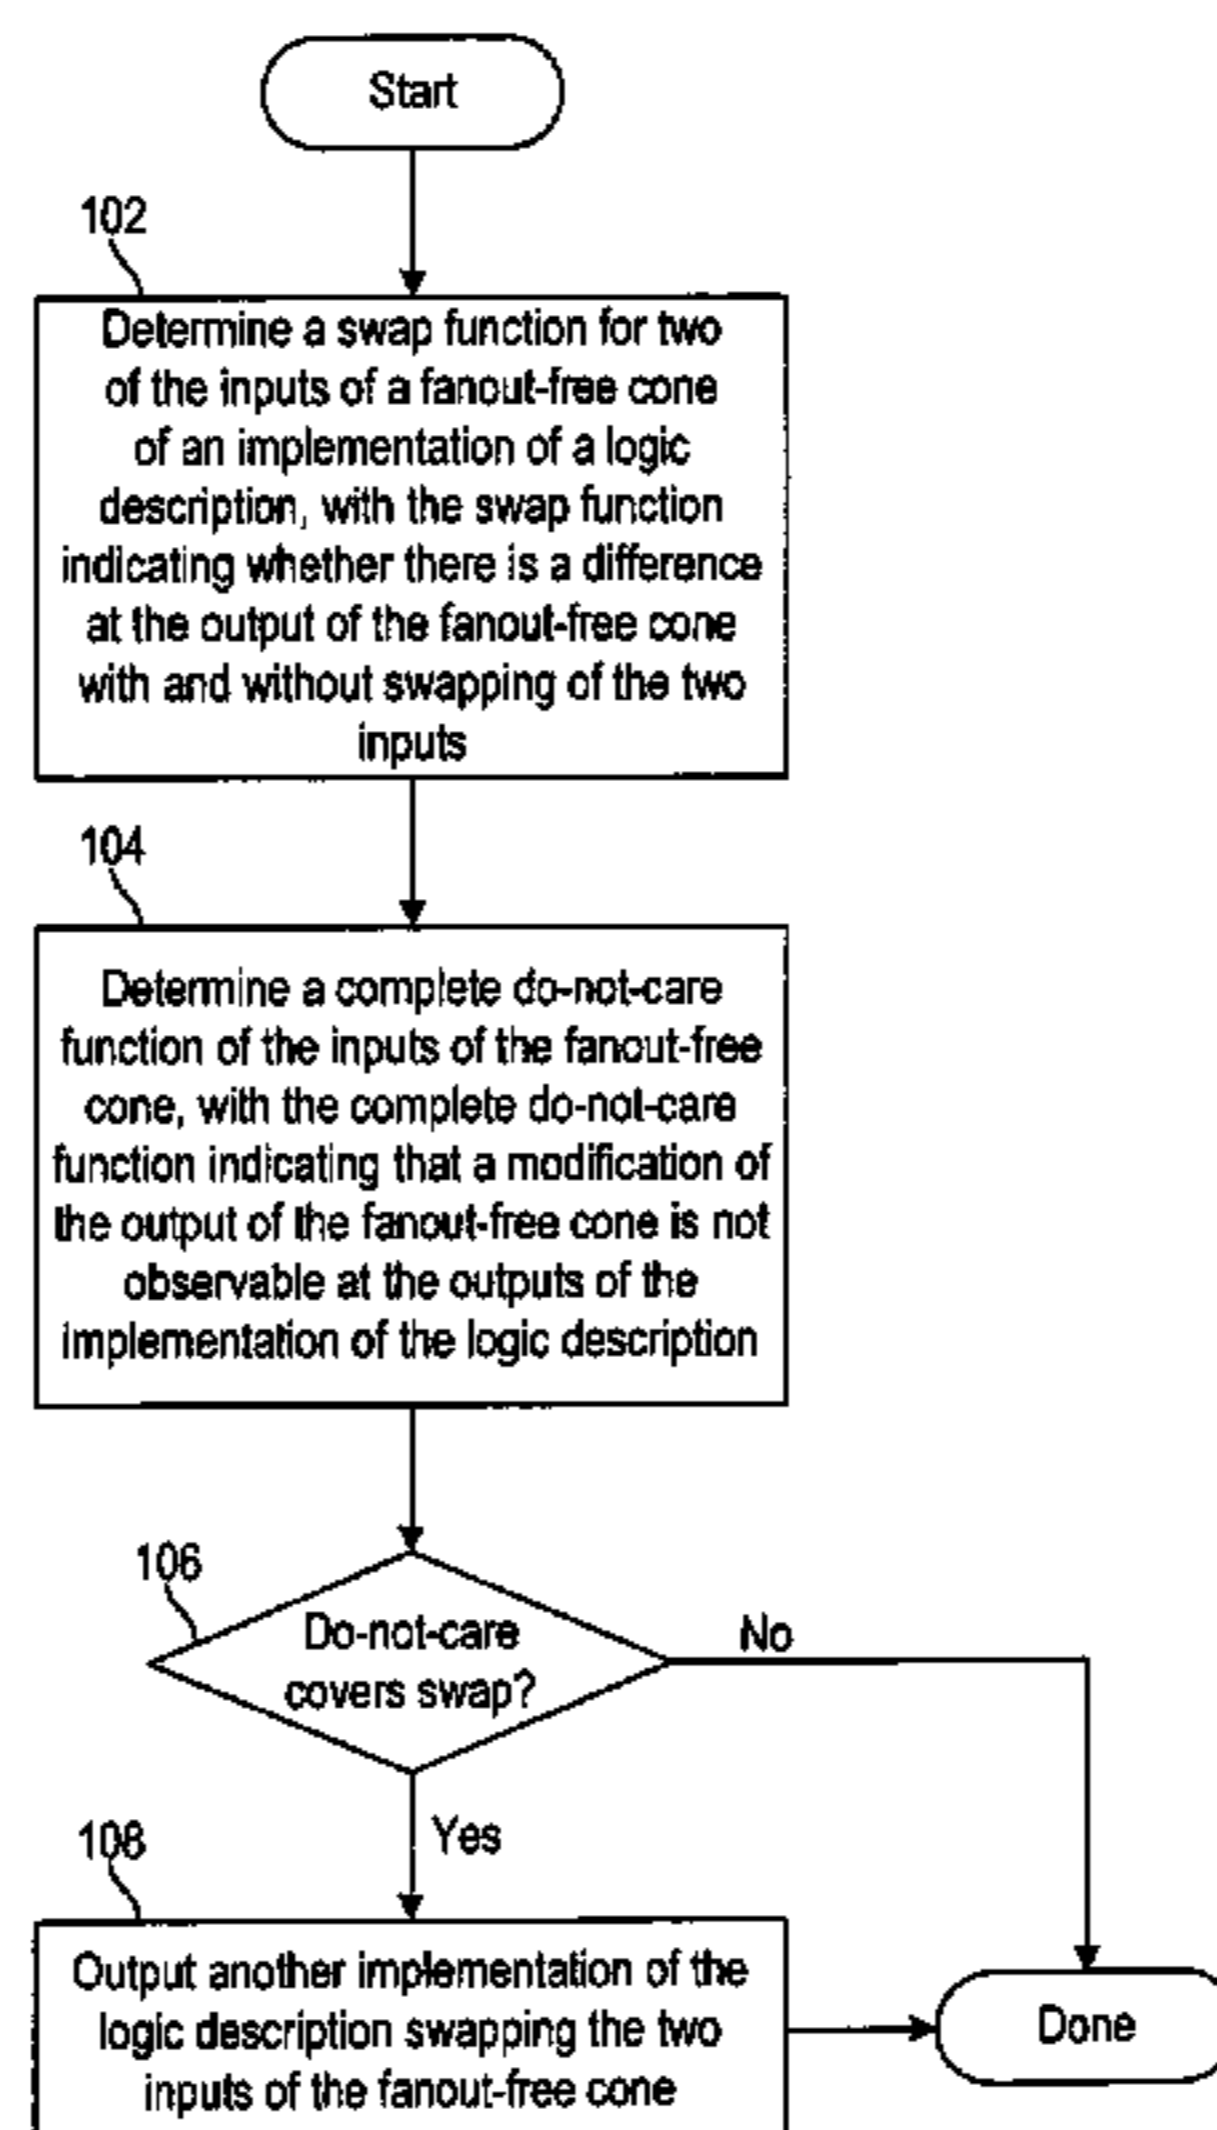 Start
102
Determine a swap function for two
of the inputs of a fanout-free cone
of an implementation of a logic
description, with the swap function
indicating whether there is a difference
at the output of the fanout-free cone
with and without swapping of the two
inputs
104
Determine a complete do-not-care
function of the inputs of the fanout-free
cone, with the complete do-not-care
function indicating that a modification of
the output of the fanout-free cone is not
observable at the outputs of the
implementation of the logic description
106
Do-not-care
covers swap?
No
Yes
108
Output another implementation of the
logic description swapping the two
inputs of the fanout-free cone
Done